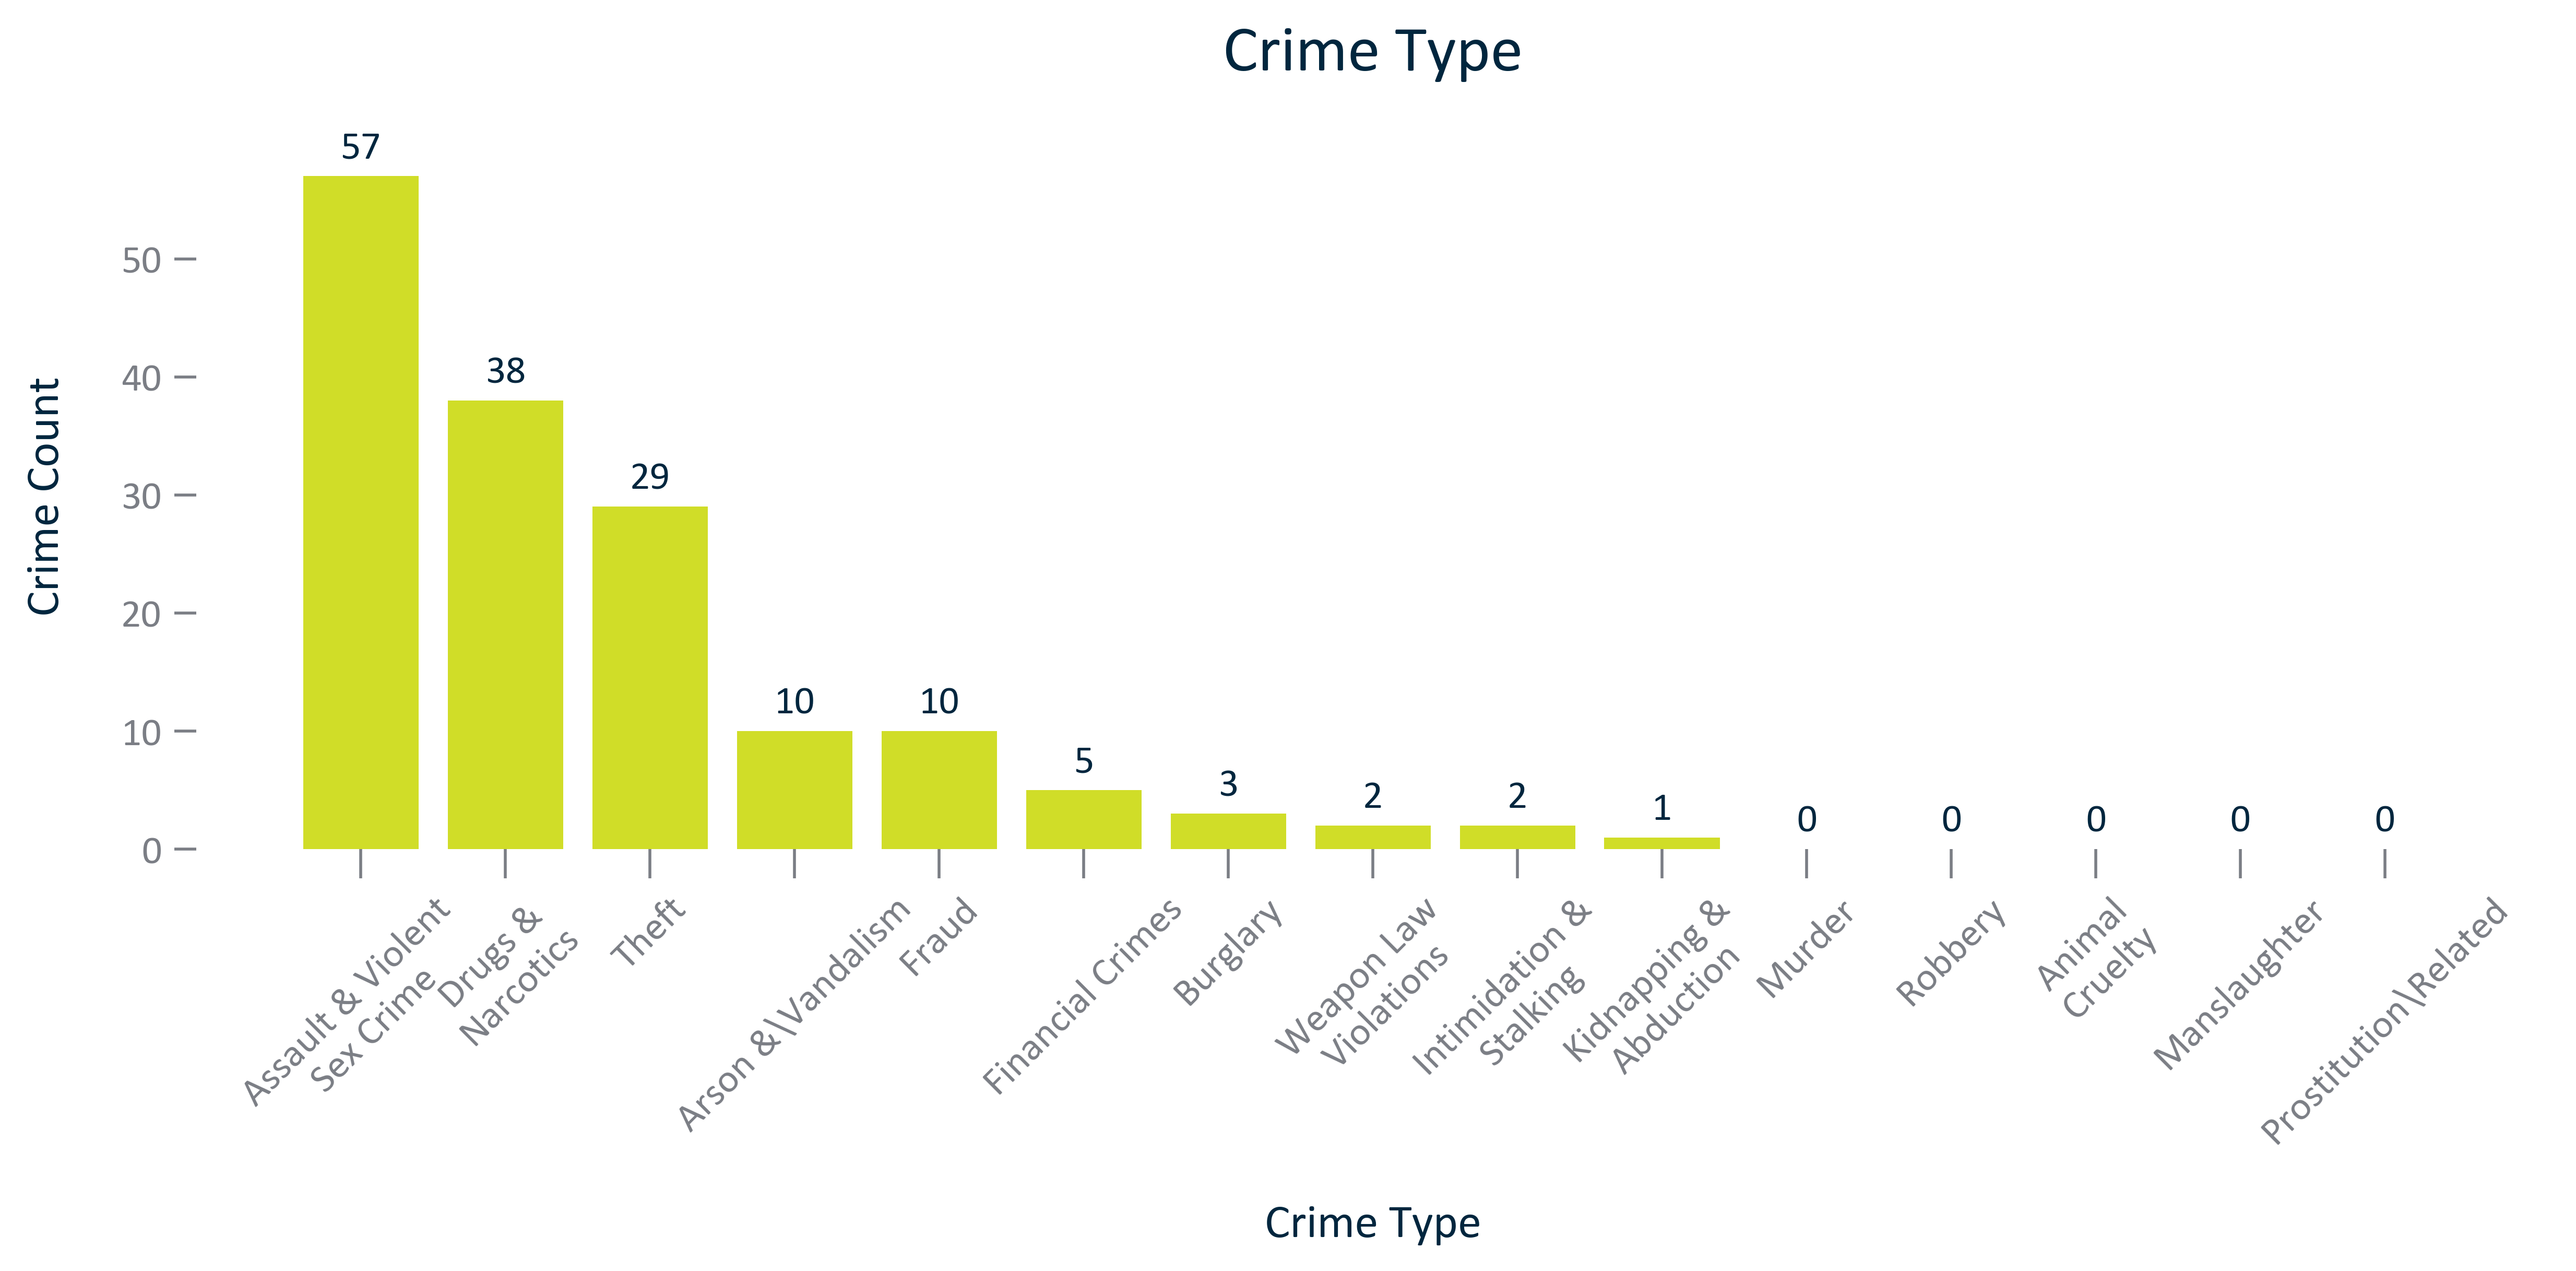 Crime Type
57
38
29
10
10
5
3
2
2
1
0
0
0
0
0
50
40
30
20
10
0
Crime Count
Assault & Violent
Sex Crime
Drugs &
Narcotics
Theft
Arson &\Vandalism
Fraud
Financial Crimes
Burglary
Weapon Law
Violations
Intimidation &
Stalking
Kidnapping &
Abduction
Murder
Robbery
Animal
Cruelty
Manslaughter
Prostitution\Related
Crime Type